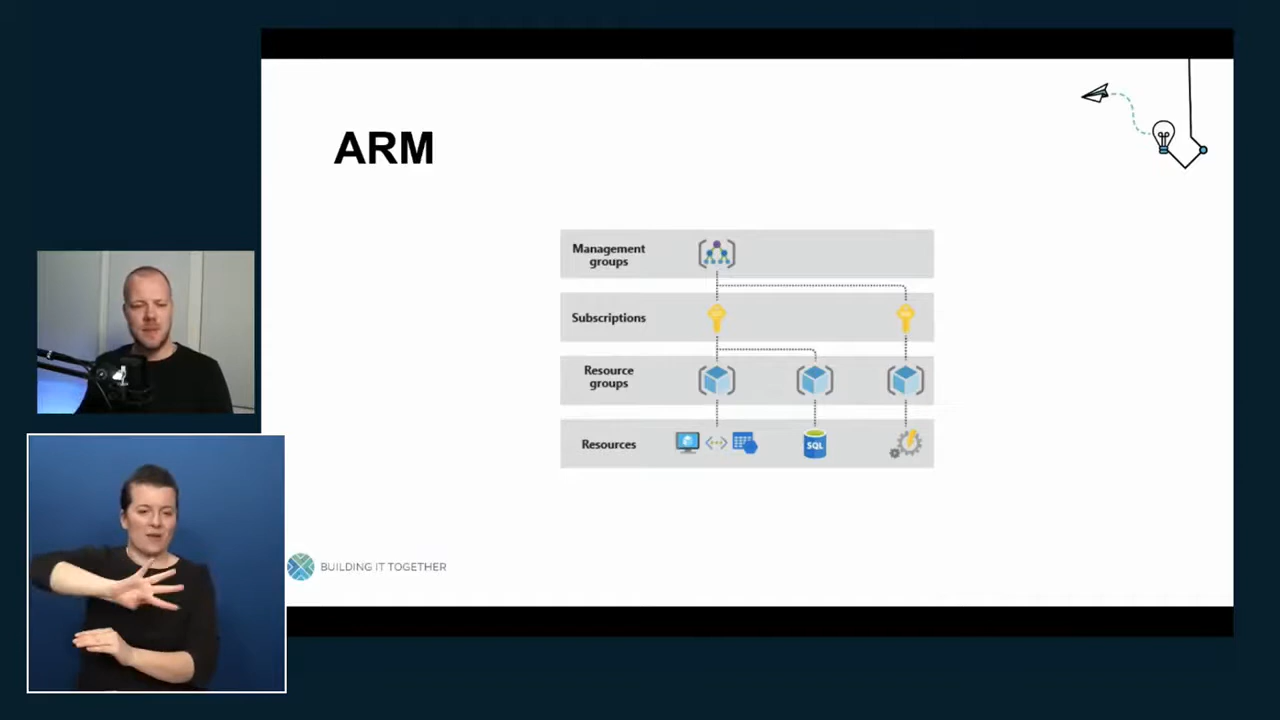 ARM
Management
groups
Subscriptions
Resource
groups
Resources
SQL
BUILDING IT TOGETHER